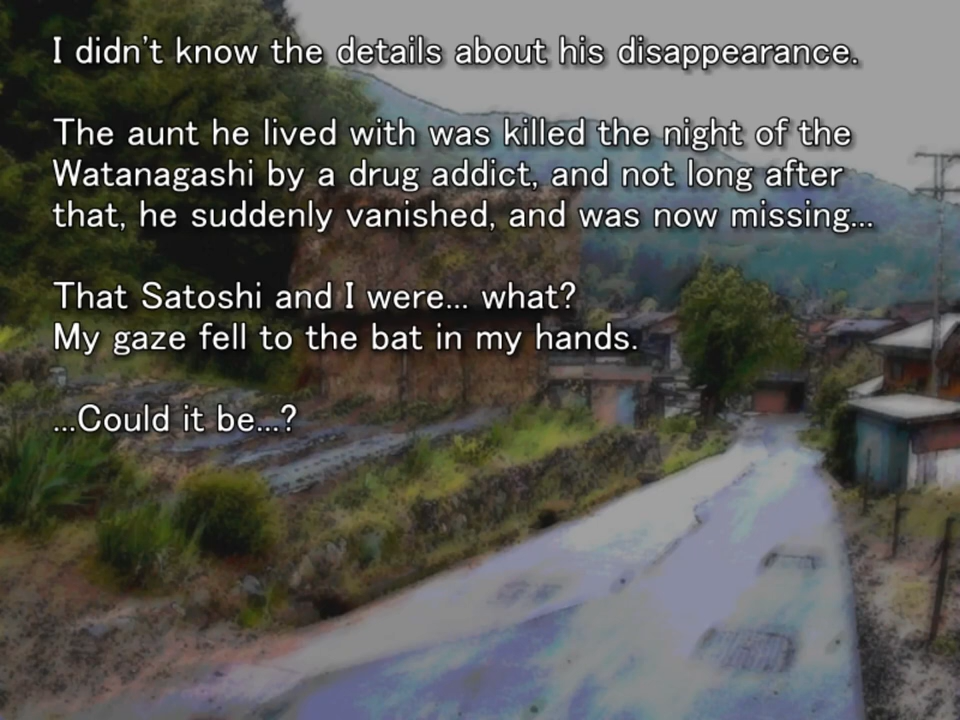 I didn't know the details about his disappearance.
The aunt he lived with was killed the night of the
Watanagashi by a drug addict, and not long after
that, he suddenly vanished, and was now missing...
That Satoshi and I were... what?
My gaze fell to the bat in my hands.
...Could it be...?